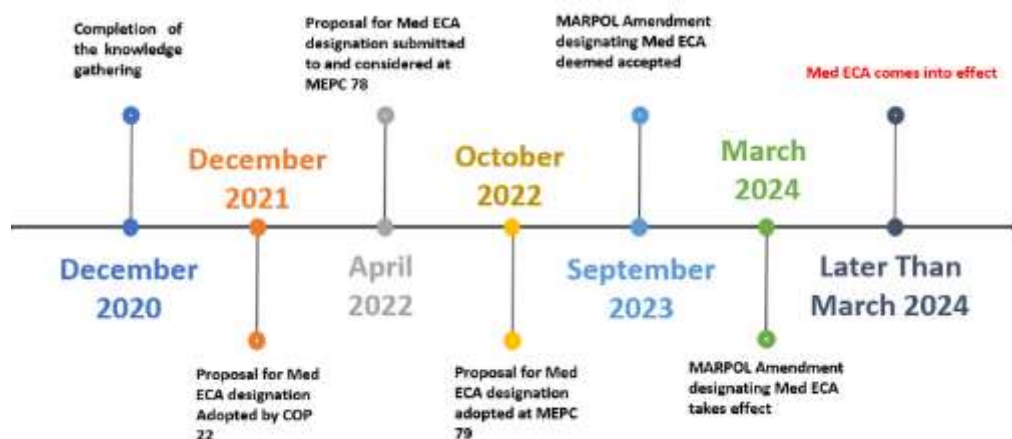 Completion of
the knowledge
gathering
Proposal for Med ECA
designation submitted
to and considered at
MEPC 78
MARPOL Amendment
designating Med ECA
deemed accepted
Med ECA comes into effect
December
2021
October
2022
March
2024
December
2020
April
2022
September
2023
Later Than
March 2024
Proposal for Med
ECA designation
Adopted by COP
22
Proposal for Med
ECA designation
adopted at MEPC
79
MARPOL Amendment
designating Med ECA
takes effect